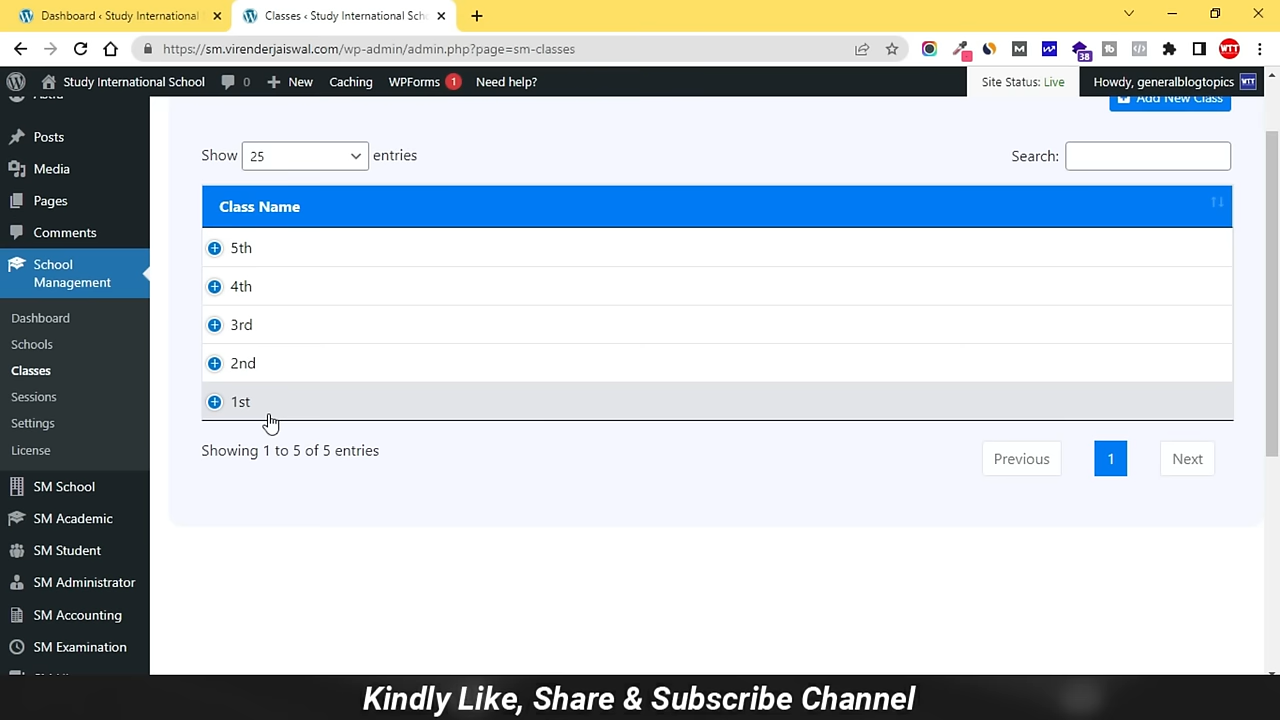 Dashboard ‹ Study International
Classes ‹ Study International Scho
https://sm.virenderjaiswal.com/wp-admin/admin.php?page=sm-classes
38
WTT
Study International School
0
New
Caching
WPForms 1
Need help?
Site Status: Live
Howdy, generalblogtopics
WTT
Posts
Media
Pages
Comments
School
Management
Dashboard
Schools
Classes
Sessions
Settings
License
SM School
SM Academic
SM Student
SM Administrator
SM Accounting
SM Examination
Add New Class
Show 25 entries
Search:
Class Name
5th
4th
3rd
2nd
1st
Showing 1 to 5 of 5 entries
Previous
1
Next
Kindly Like, Share & Subscribe Channel